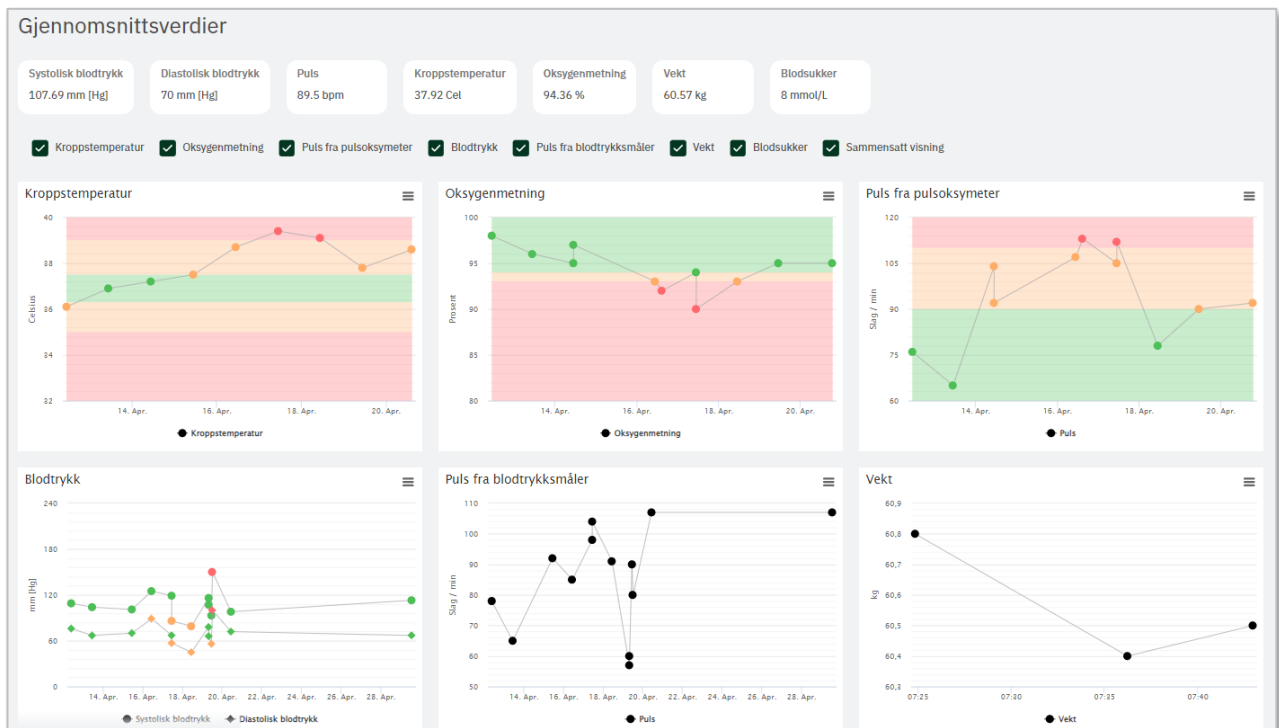 Gjennomsnittsverdier
Systolisk blodtrykk
107.69 mm [Hg]
Diastolisk blodtrykk
70 mm [Hg]
Puls
89.5 bpm
Kroppstemperatur
37.92 Cel
Oksygenmetning
94.36 %
Vekt
60.57 kg
Blodsukker
8 mmol/L
Kroppstemperatur
Oksygenmetning
Puls fra pulsoksymeter
Blodtrykk
Puls fra blodtrykksmåler
Vekt
Blodsukker
Sammensatt visning
Kroppstemperatur
Celsius
40
38
36
34
32
14. Apr. 16. Apr. 18. Apr. 20. Apr.
Kroppstemperatur
Oksygenmetning
Prosent
100
95
90
85
80
14. Apr. 16. Apr. 18. Apr. 20. Apr.
Oksygenmetning
Puls fra pulsoksymeter
Slag / min
120
105
90
75
60
14. Apr. 16. Apr. 18. Apr. 20. Apr.
Puls
Blodtrykk
mm [Hg]
240
180
120
60
0
14. Apr. 16. Apr. 18. Apr. 20. Apr. 22. Apr. 24. Apr. 26. Apr. 28. Apr.
Systolisk blodtrykk Diastolisk blodtrykk
Puls fra blodtrykksmåler
Slag / min
110
100
90
80
70
60
50
14. Apr. 16. Apr. 18. Apr. 20. Apr. 22. Apr. 24. Apr. 26. Apr. 28. Apr.
Puls
Vekt
kg
60,9
60,8
60,7
60,6
60,5
60,4
60,3
07:25 07:30 07:35 07:40
Vekt